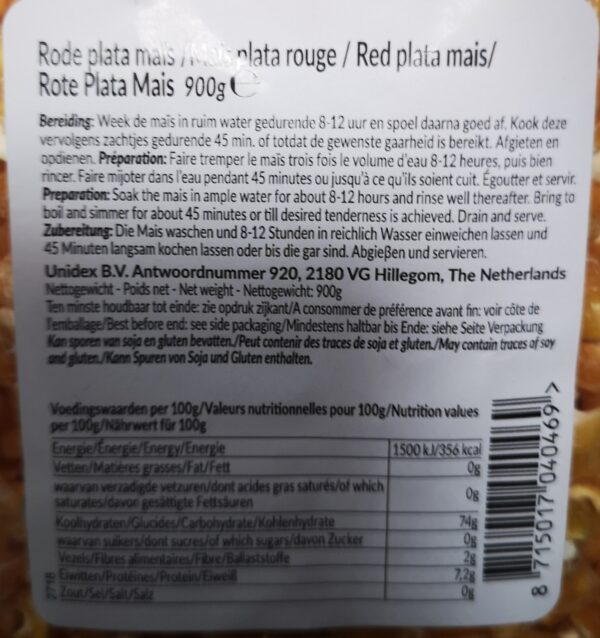 Rode plata maïs / Maïs plata rouge / Red plata mais/
Rote Plata Mais 900g ℮
Bereiding: Week de maïs in ruim water gedurende 8-12 uur en spoel daarna goed af. Kook deze
vervolgens zachtjes gedurende 45 min. of totdat de gewenste gaarheid is bereikt. Afgieten en
opdienen. Préparation: Faire tremper le maïs trois fois le volume d'eau 8-12 heures, puis bien
rincer. Faire mijoter dans l'eau pendant 45 minutes ou jusqu'à ce qu'ils soient cuit. Égoutter et servir.
Preparation: Soak the mais in ample water for about 8-12 hours and rinse well thereafter. Bring to
boil and simmer for about 45 minutes or till desired tenderness is achieved. Drain and serve.
Zubereitung: Die Mais waschen und 8-12 Stunden in reichlich Wasser einweichen lassen und
45 Minuten langsam kochen lassen oder bis die gar sind. Abgieβen und servieren.
Unidex B.V. Antwoordnummer 920, 2180 VG Hillegom, The Netherlands
Nettogewicht - Poids net - Net weight - Nettogewicht: 900g
Ten minste houdbaar tot einde: zie opdruk zijkant/A consommer de préférence avant fin: voir côte de
l'emballage/Best before end: see side packaging/Mindestens haltbar bis Ende: siehe Seite Verpackung
Kan sporen van soja en gluten bevatten./Peut contenir des traces de soja et gluten./May contain traces of soy
and gluten./Kann Spuren von Soja und Gluten enthalten.
Voedingswaarden per 100g/Valeurs nutritionnelles pour 100g/Nutrition values
per 100g/Nährwert für 100g
Energie/Énergie/Energy/Energie 1500 kJ/356 kcal
Vetten/Matières grasses/Fat/Fett 0g
waarvan verzadigde vetzuren/dont acides gras saturés/of which
saturates/davon gesättigte Fettsäuren 0g
Koolhydraten/Glucides/Carbohydrate/Kohlenhydrate 74g
waarvan suikers/dont sucres/of which sugars/davon Zucker 0g
Vezels/Fibres alimentaires/Fibre/Ballaststoffe 2g
Eiwitten/Protéines/Protein/Eiweiß 7,2g
Zout/Sel/Salt/Salz 0g
2718
8 715017 040469 >